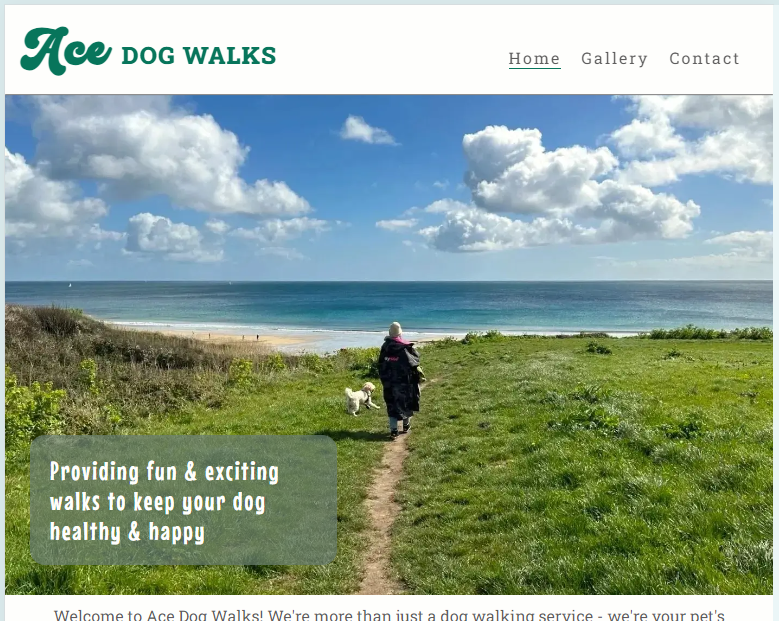 Ace DOG WALKS
Home Gallery Contact
Providing fun & exciting
walks to keep your dog
healthy & happy
Welcome to Ace Dog Walks! We're more than just a dog walking service - we're your pet's